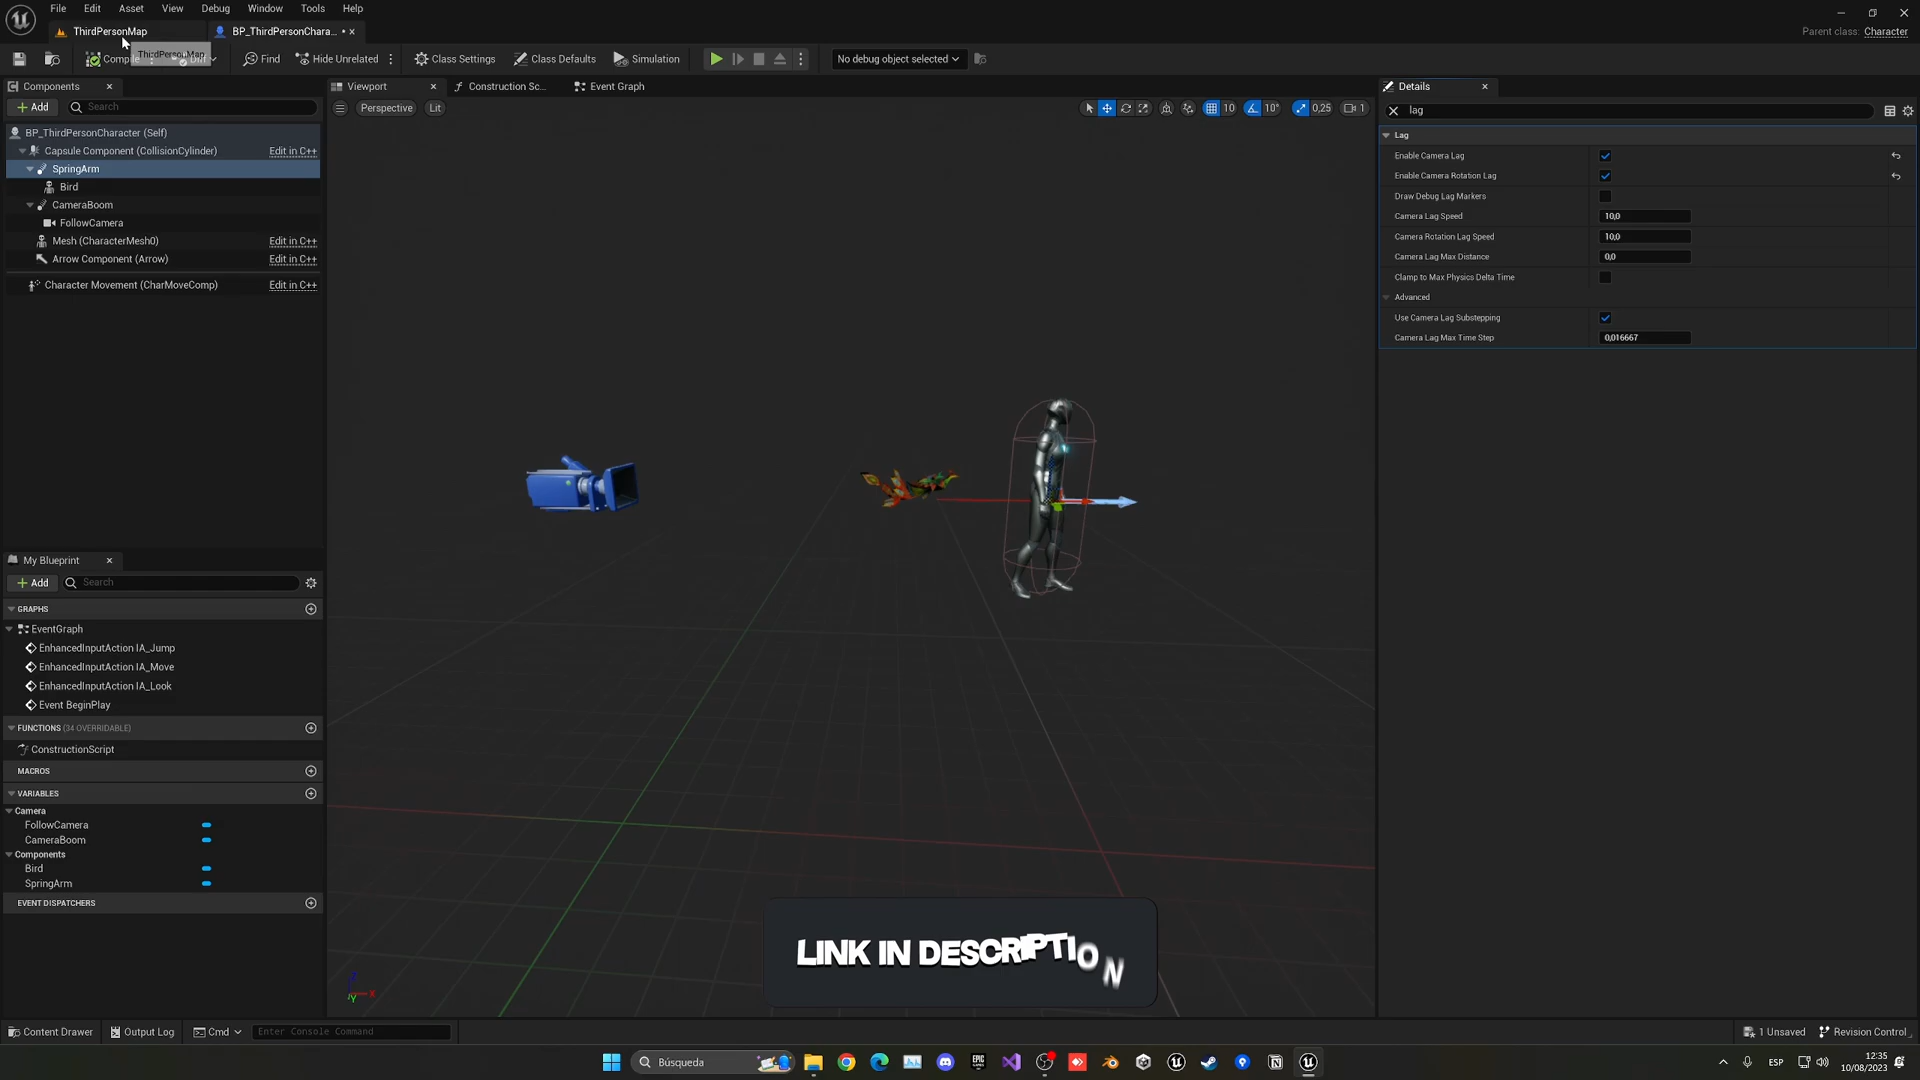 File Edit View Asset Debug Window Tools Help
ThirdPersonMap BP_ThirdPersonChara...
Parent class: Character
ThirdPersonMap
Compile Diff Find Hide Unrelated Class Settings Class Defaults Simulation No debug object selected
Components
Add Search
BP_ThirdPersonCharacter (Self)
Capsule Component (CollisionCylinder) Edit in C++
SpringArm
Bird
CameraBoom
FollowCamera
Mesh (CharacterMesh0) Edit in C++
Arrow Component (Arrow) Edit in C++
Character Movement (CharMoveComp) Edit in C++
My Blueprint
Add Search
GRAPHS
EventGraph
EnhancedInputAction IA_Jump
EnhancedInputAction IA_Move
EnhancedInputAction IA_Look
Event BeginPlay
FUNCTIONS (34 OVERRIDABLE)
ConstructionScript
MACROS
VARIABLES
Camera
FollowCamera
CameraBoom
Components
Bird
SpringArm
EVENT DISPATCHERS
Viewport Construction Sc... Event Graph
Perspective Lit
10 10° 0,25 1
Z
X
Y
LINK IN DESCRIPTION
Details
lag
Lag
Enable Camera Lag
Enable Camera Rotation Lag
Draw Debug Lag Markers
Camera Lag Speed 10,0
Camera Rotation Lag Speed 10,0
Camera Lag Max Distance 0,0
Clamp to Max Physics Delta Time
Advanced
Use Camera Lag Substepping
Camera Lag Max Time Step 0,016667
Content Drawer Output Log Cmd Enter Console Command
1 Unsaved Revision Control
Búsqueda
ESP
12:35
10/08/2023